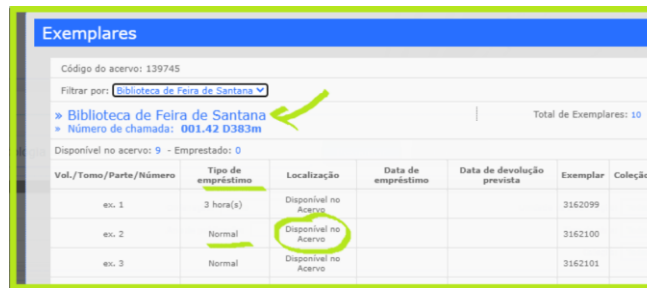 Exemplares
Código do acervo: 139745
Filtrar por: Biblioteca de Feira de Santana
» Biblioteca de Feira de Santana
Total de Exemplares: 10
» Número de chamada: 001.42 D383m
Disponível no acervo: 9 - Emprestado: 0
Vol./Tomo/Parte/Número Tipo de empréstimo Localização Data de empréstimo Data de devolução prevista Exemplar Coleção
ex. 1 3 hora(s) Disponível no Acervo 3162099
ex. 2 Normal Disponível no Acervo 3162100
ex. 3 Normal Disponível no Acervo 3162101